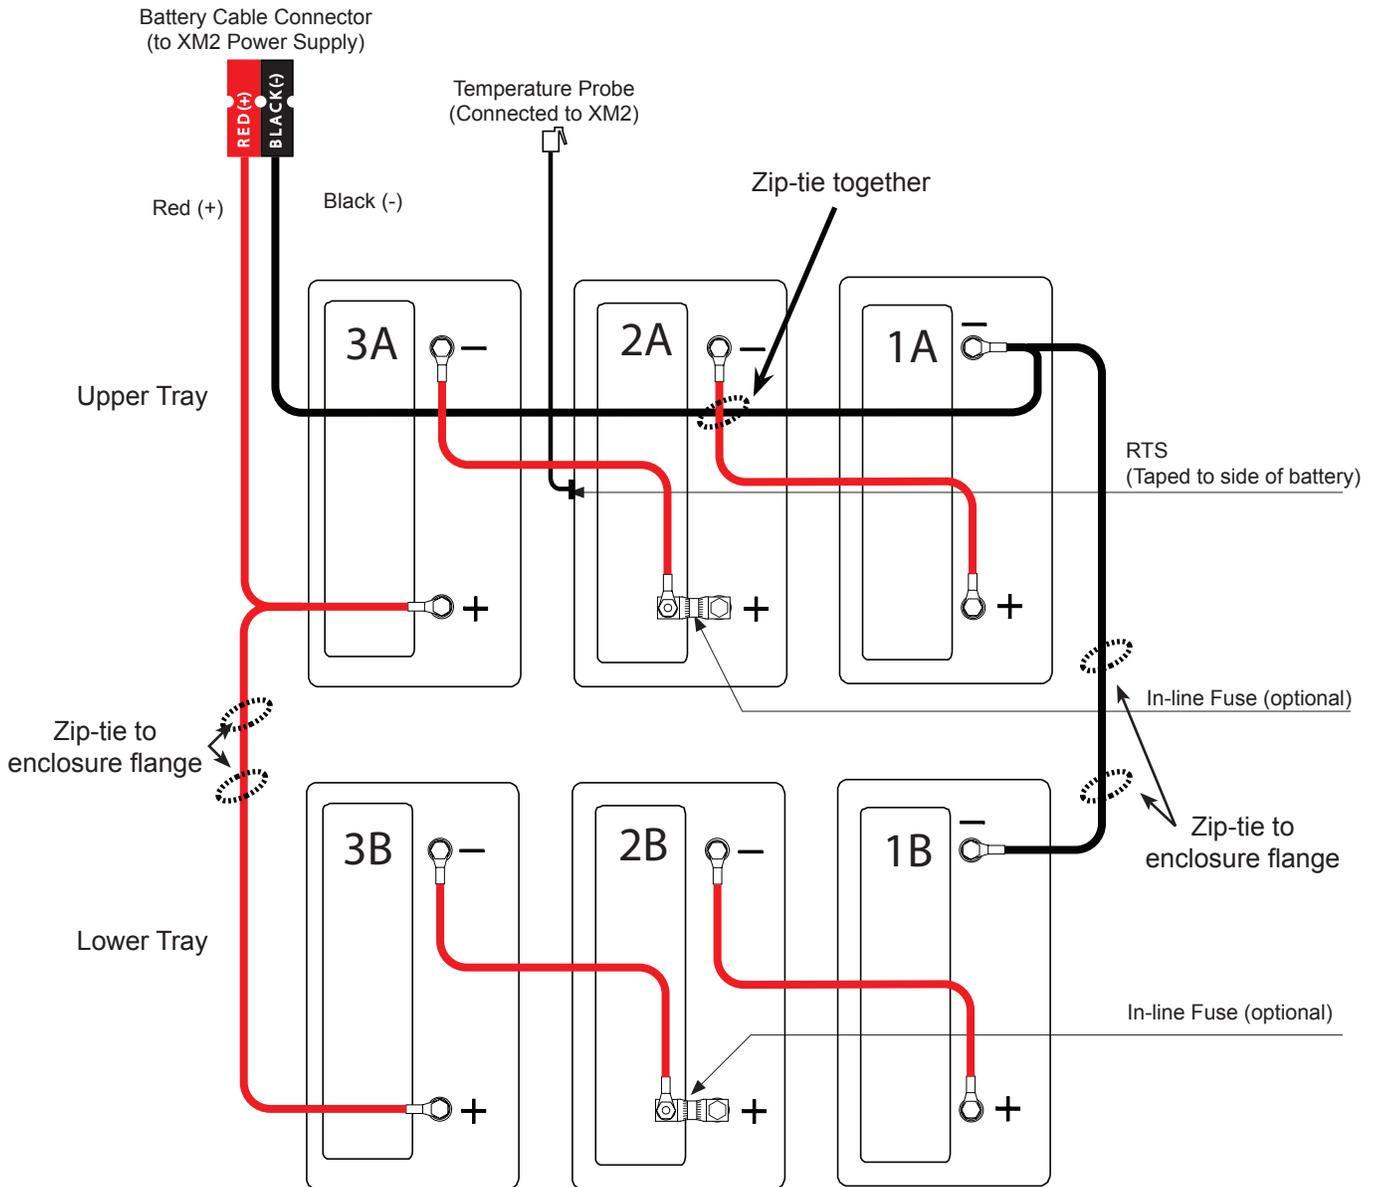 Battery Cable Connector
(to XM2 Power Supply)
RED(+)
BLACK(-)
Temperature Probe
(Connected to XM2)
Zip-tie together
Red (+)
Black (-)
3A
−
2A
−
1A
−
Upper Tray
RTS
(Taped to side of battery)
+
+
+
In-line Fuse (optional)
Zip-tie to
enclosure flange
3B
−
2B
−
1B
−
Zip-tie to
enclosure flange
Lower Tray
In-line Fuse (optional)
+
+
+